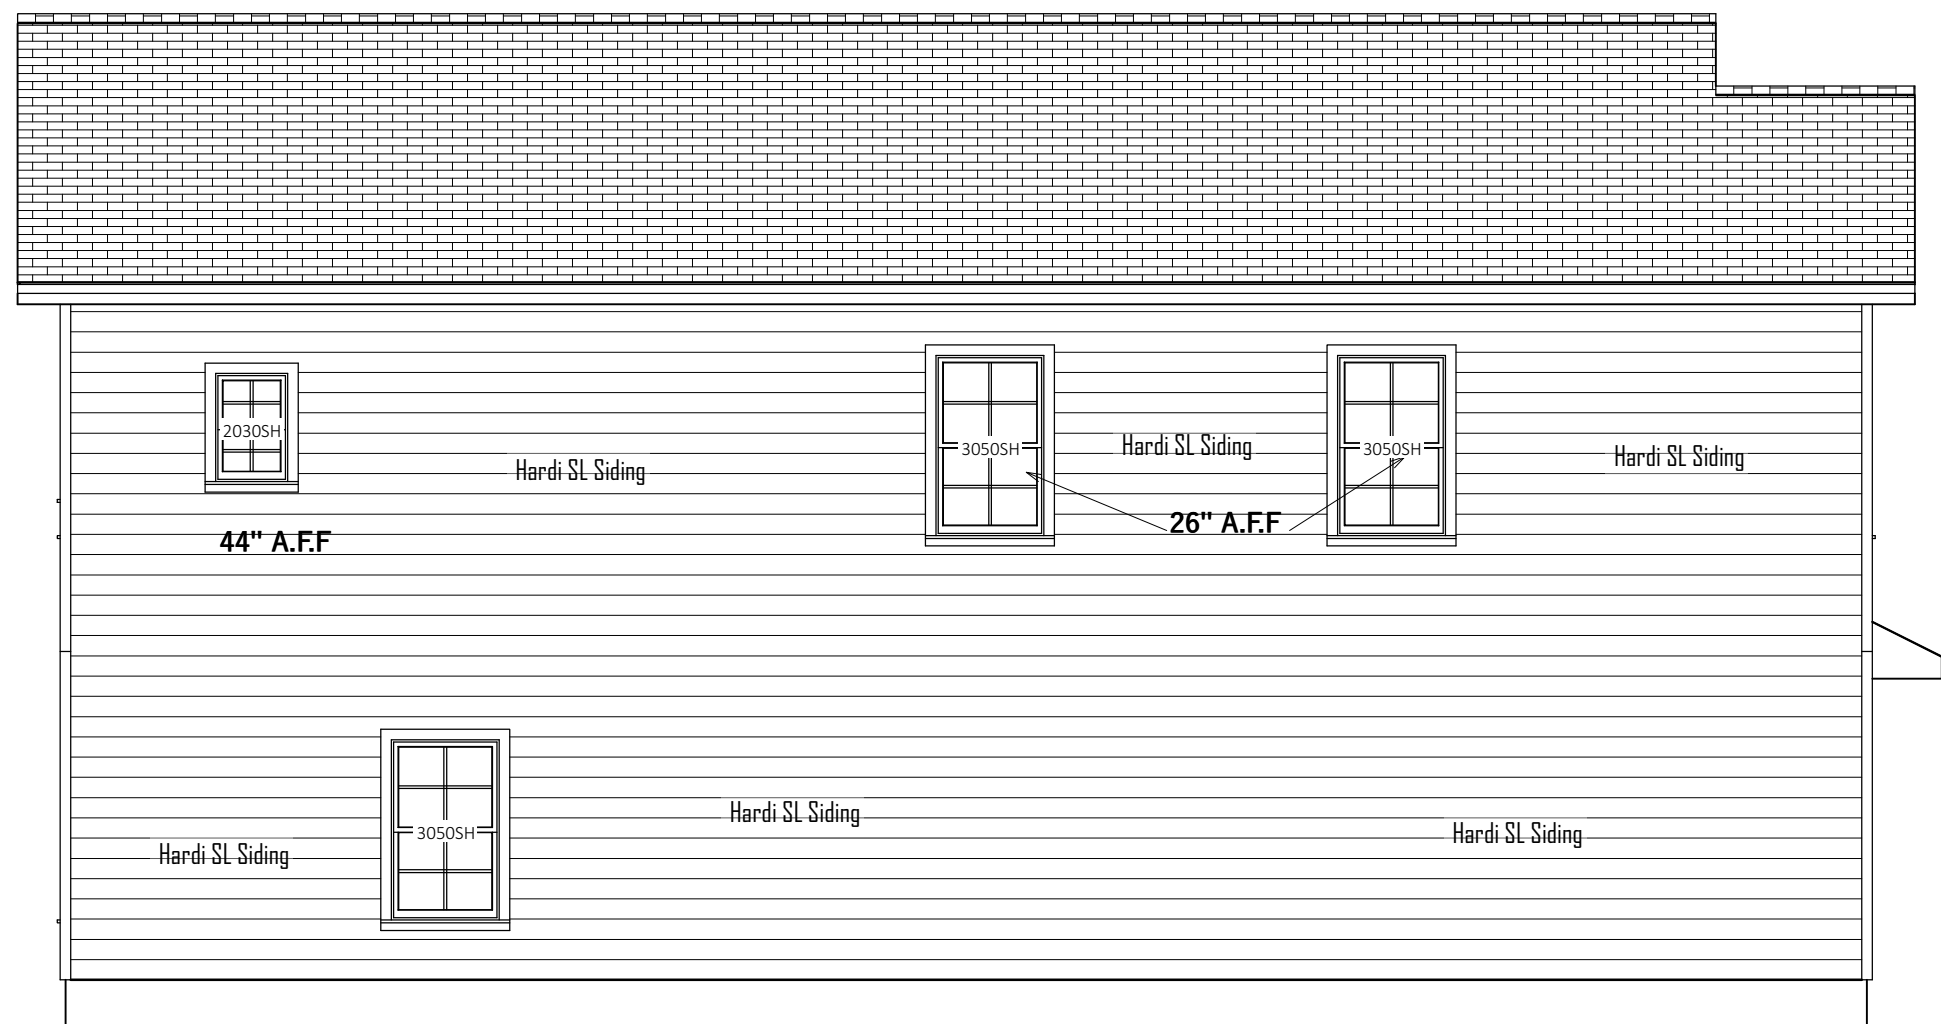 2030SH
3050SH
3050SH
Hardi SL Siding
Hardi SL Siding
Hardi SL Siding
44" A.F.F
26" A.F.F
3050SH
Hardi SL Siding
Hardi SL Siding
Hardi SL Siding